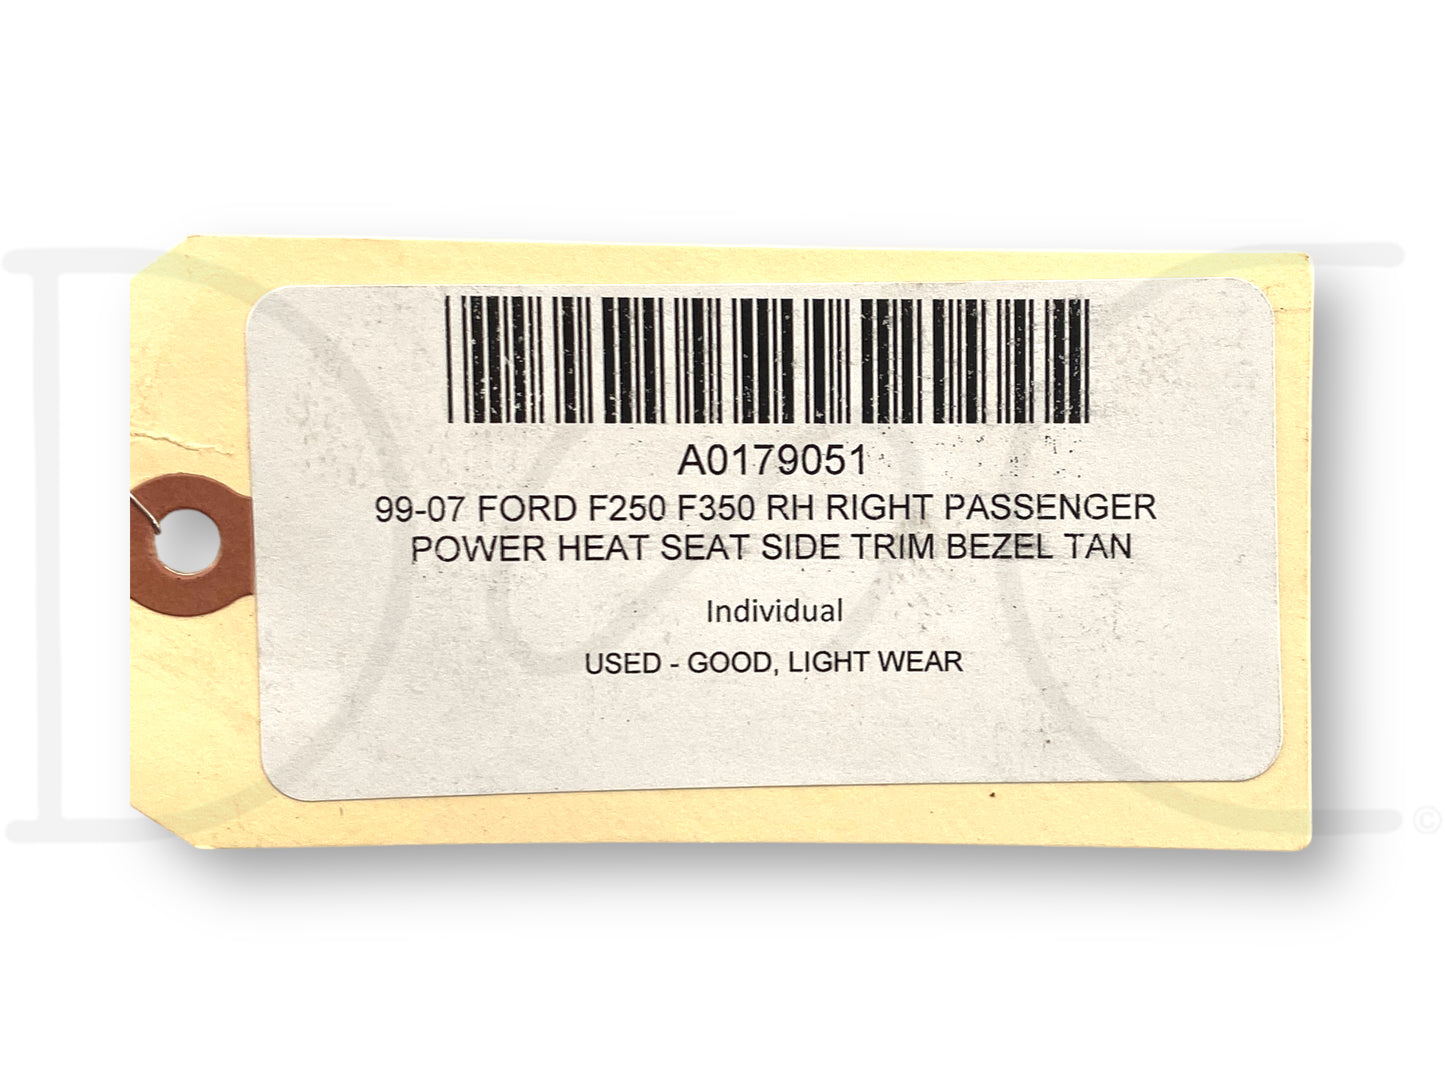 A0179051
99-07 FORD F250 F350 RH RIGHT PASSENGER
POWER HEAT SEAT SIDE TRIM BEZEL TAN
Individual
USED - GOOD, LIGHT WEAR
©